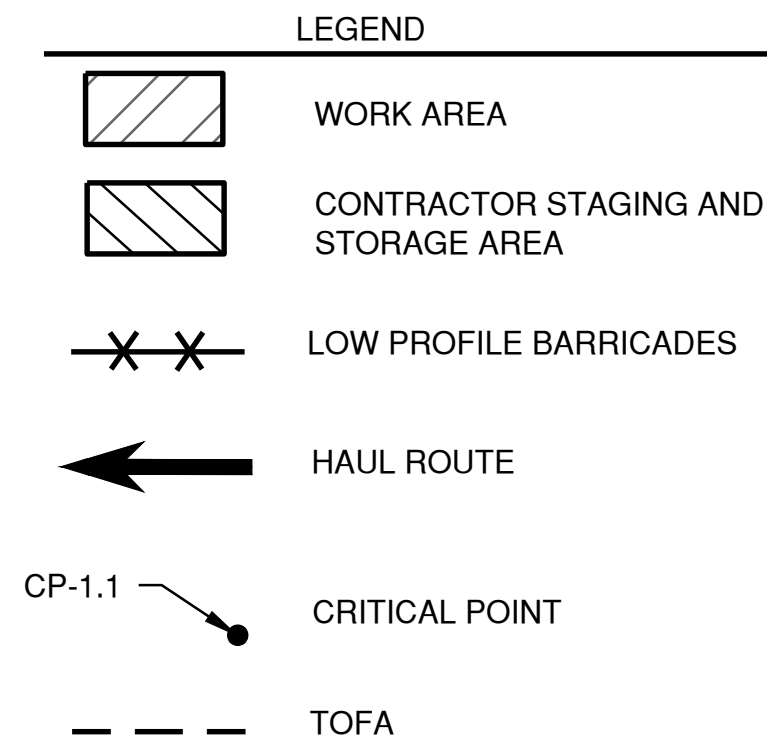 LEGEND
WORK AREA
CONTRACTOR STAGING AND
STORAGE AREA
LOW PROFILE BARRICADES
HAUL ROUTE
CP-1.1
CRITICAL POINT
TOFA